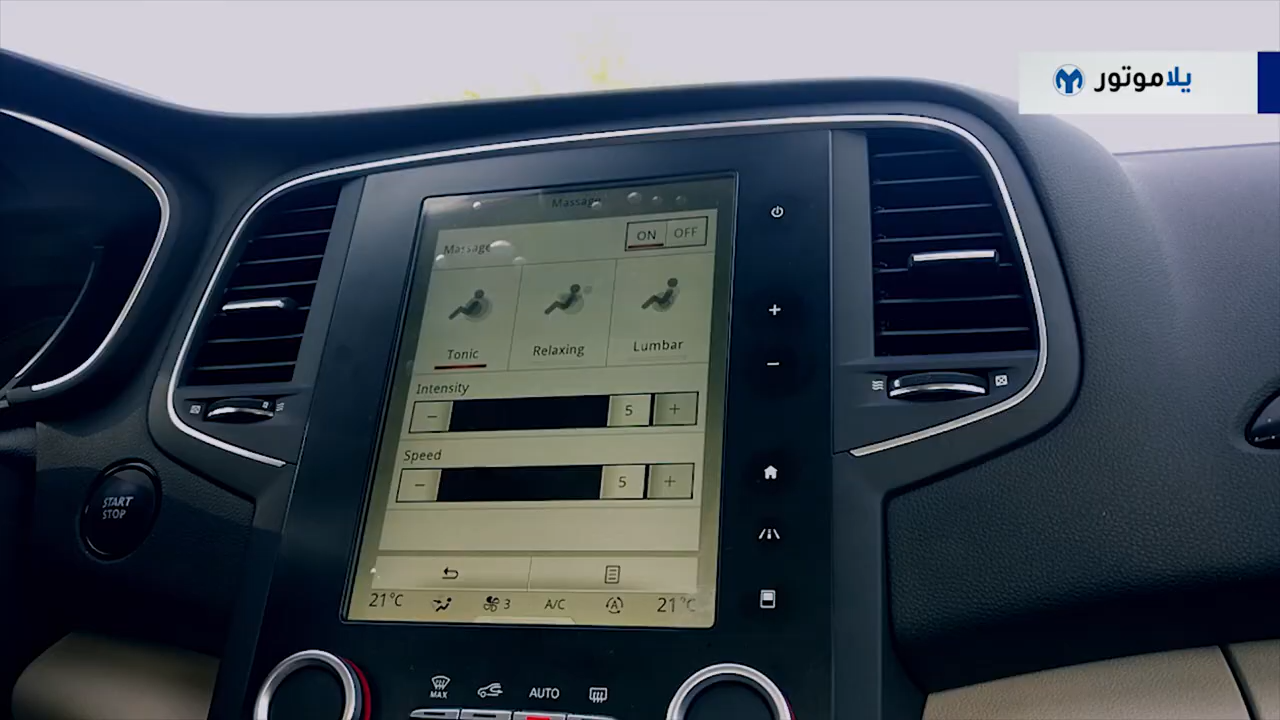 يلاموتور
Massage
Massage
ON OFF
Tonic Relaxing Lumbar
Intensity
− 5 +
Speed
− 5 +
START
STOP
21°C 3 A/C A 21°C
MAX AUTO